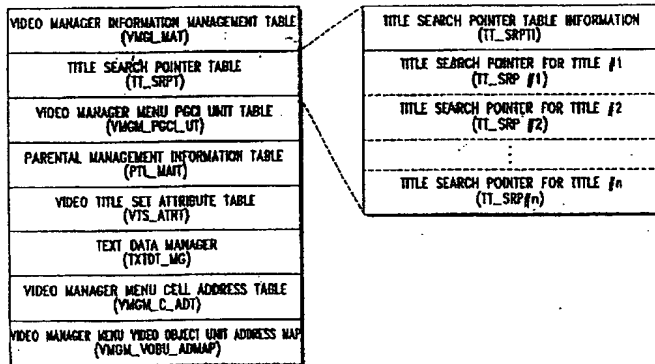 VIDEO MANAGER INFORMATION MANAGEMENT TABLE
(VMGI_MAT)
TITLE SEARCH POINTER TABLE
(TT_SRPT)
VIDEO MANAGER MENU PGCI UNIT TABLE
(VMGM_PGCI_UT)
PARENTAL MANAGEMENT INFORMATION TABLE
(PTL_MAIT)
VIDEO TITLE SET ATTRIBUTE TABLE
(VTS_ATRT)
TEXT DATA MANAGER
(TXTDT_MG)
VIDEO MANAGER MENU CELL ADDRESS TABLE
(VMGM_C_ADT)
VIDEO MANAGER MENU VIDEO OBJECT UNIT ADDRESS MAP
(VMGM_VOBU_ADMAP)
TITLE SEARCH POINTER TABLE INFORMATION
(TT_SRPTI)
TITLE SEARCH POINTER FOR TITLE #1
(TT_SRP #1)
TITLE SEARCH POINTER FOR TITLE #2
(TT_SRP #2)
⋮
TITLE SEARCH POINTER FOR TITLE #n
(TT_SRP#n)